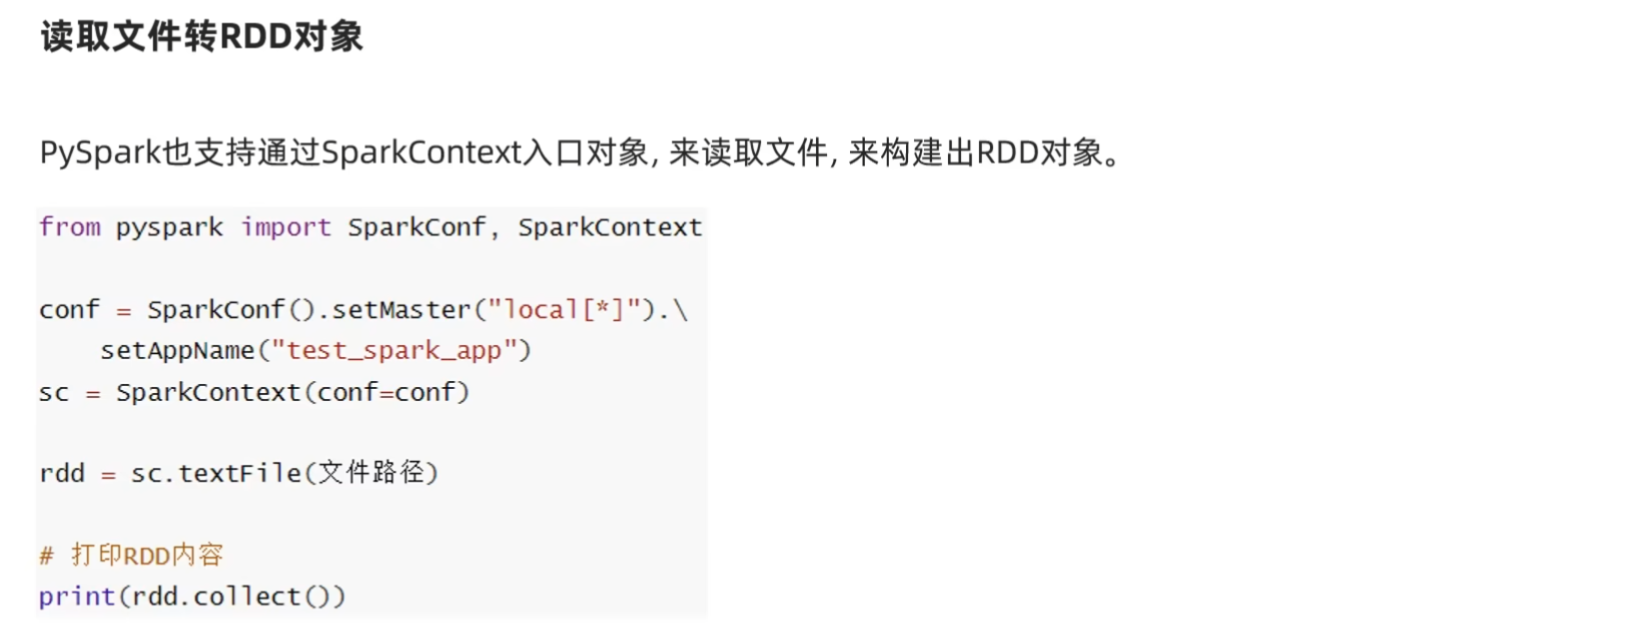 读取文件转RDD对象
PySpark也支持通过SparkContext入口对象, 来读取文件, 来构建出RDD对象。
from pyspark import SparkConf, SparkContext
conf = SparkConf().setMaster("local[*]").\
    setAppName("test_spark_app")
sc = SparkContext(conf=conf)
rdd = sc.textFile(文件路径)
# 打印RDD内容
print(rdd.collect())